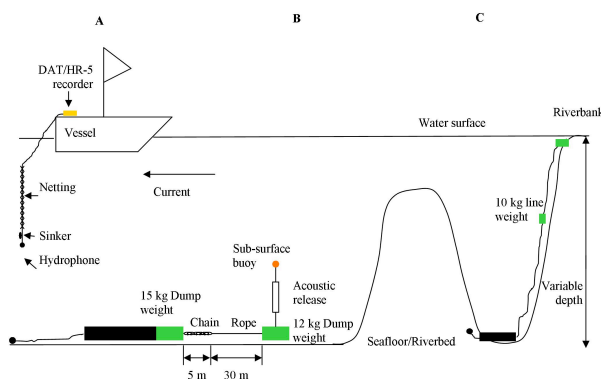 A
B
C
DAT/HR-5
recorder
Vessel
Water surface
Riverbank
Netting
Current
10 kg line
weight
Sinker
Hydrophone
Sub-surface
buoy
Acoustic
release
Variable
depth
15 kg Dump
weight
Chain
Rope
12 kg Dump
weight
Seafloor/Riverbed
5 m
30 m